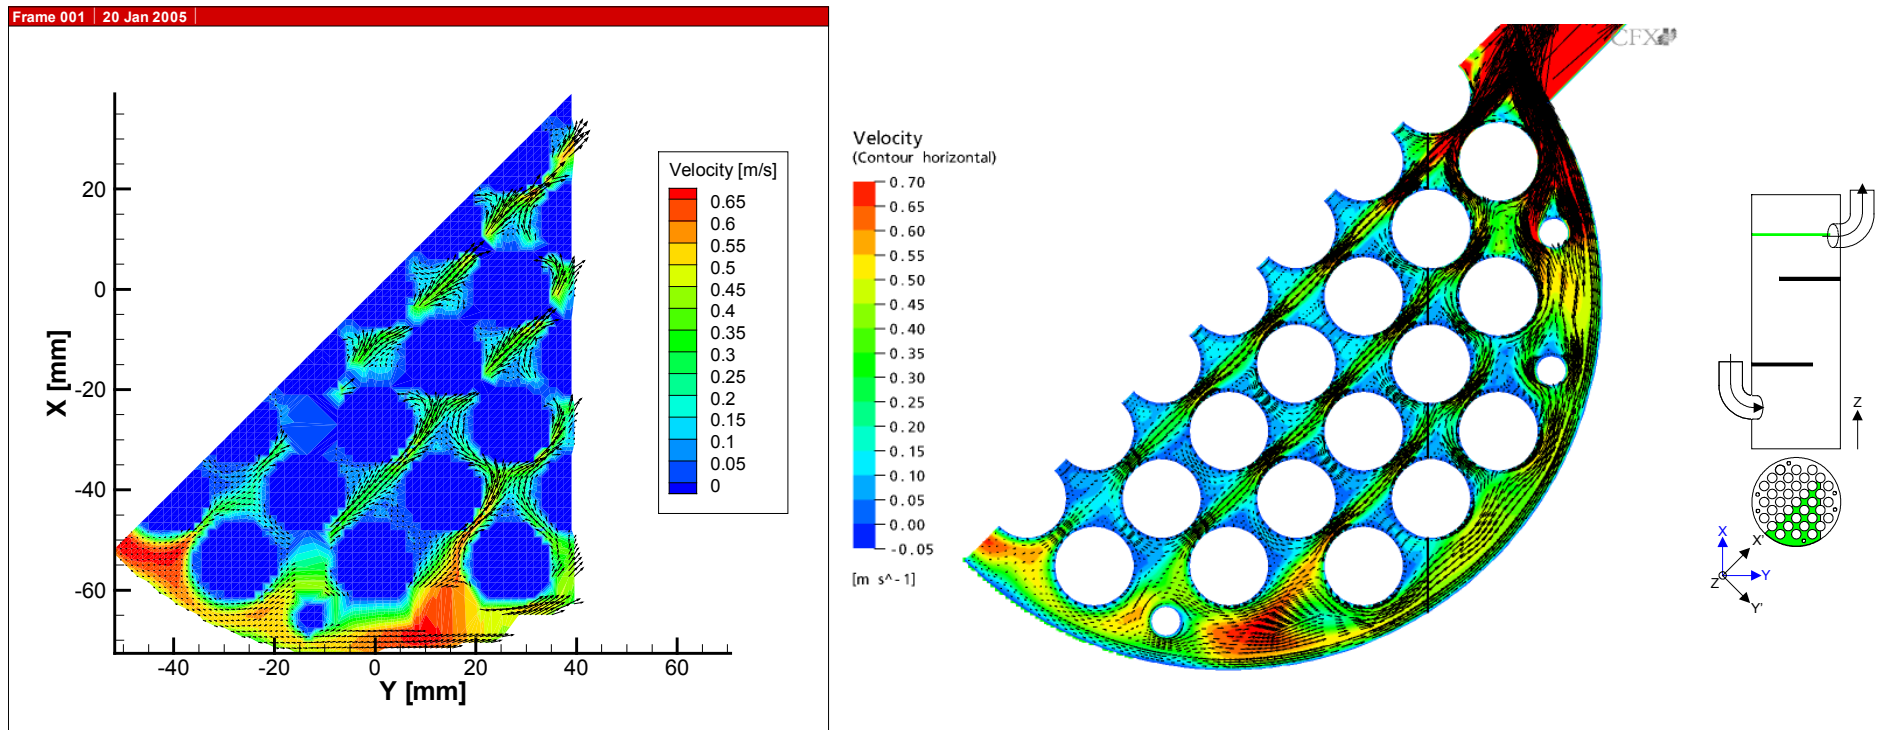 Frame 001 | 20 Jan 2005
20
0
-20
-40
-60
X [mm]
-40
-20
0
20
40
60
Y [mm]
Velocity [m/s]
0.65
0.6
0.55
0.5
0.45
0.4
0.35
0.3
0.25
0.2
0.15
0.1
0.05
0
CFX
Velocity
(Contour horizontal)
0.70
0.65
0.60
0.55
0.50
0.45
0.40
0.35
0.30
0.25
0.20
0.15
0.10
0.05
0.00
-0.05
[m s^-1]
Z
X
X'
Z
Y
Y'